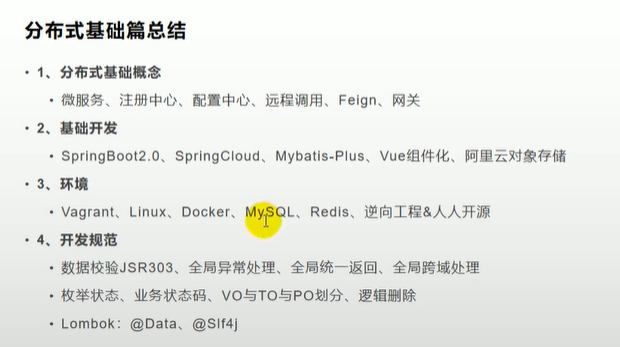 分布式基础篇总结
• 1、分布式基础概念
• 微服务、注册中心、配置中心、远程调用、Feign、网关
• 2、基础开发
• SpringBoot2.0、SpringCloud、Mybatis-Plus、Vue组件化、阿里云对象存储
• 3、环境
• Vagrant、Linux、Docker、MySQL、Redis、逆向工程&人人开源
• 4、开发规范
• 数据校验JSR303、全局异常处理、全局统一返回、全局跨域处理
• 枚举状态、业务状态码、VO与TO与PO划分、逻辑删除
• Lombok：@Data、@Slf4j